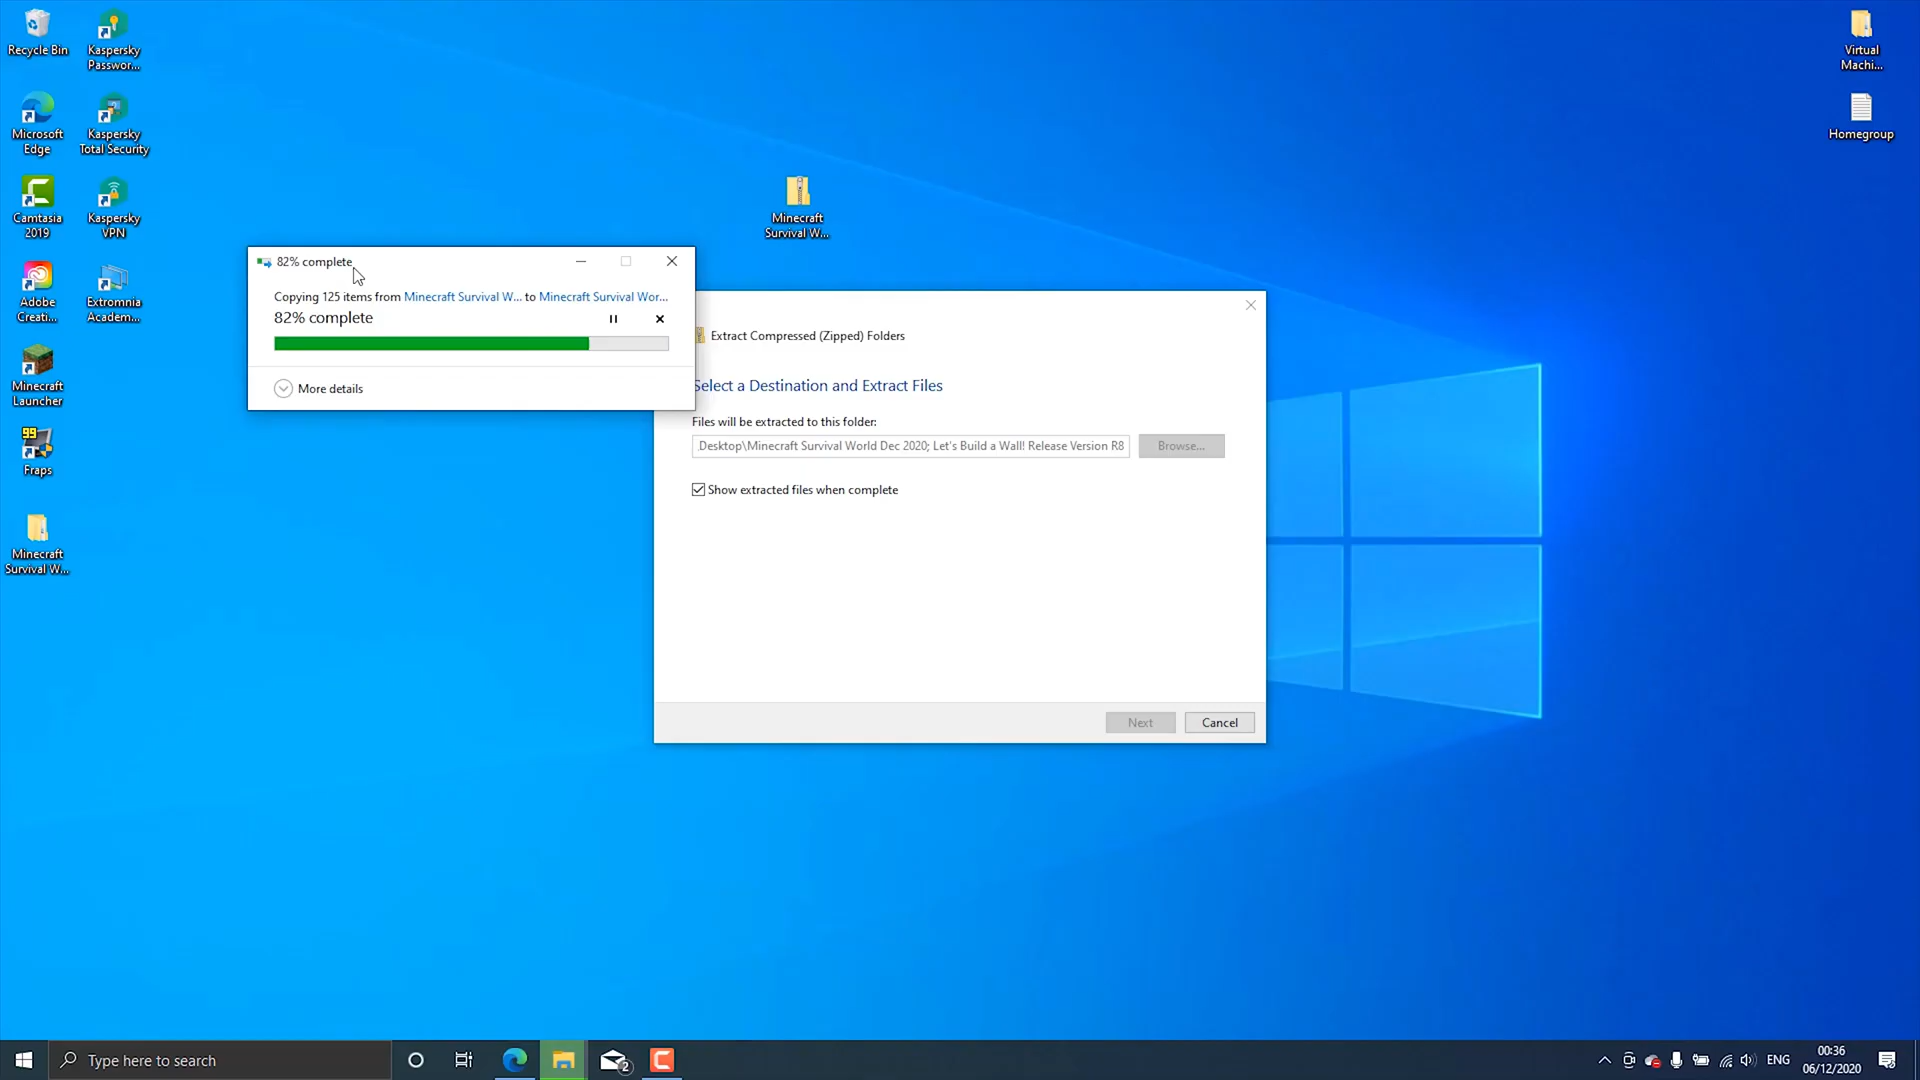 Recycle Bin
Kaspersky
Passwor...
Microsoft
Edge
Kaspersky
Total Security
Camtasia
2019
Kaspersky
VPN
Adobe
Creati...
Extromnia
Academ...
Minecraft
Launcher
99
Fraps
Minecraft
Survival W...
Minecraft
Survival W...
Virtual
Machi...
Homegroup
82% complete
Copying 125 items from Minecraft Survival W... to Minecraft Survival Wor...
82% complete
More details
Extract Compressed (Zipped) Folders
Select a Destination and Extract Files
Files will be extracted to this folder:
Desktop\Minecraft Survival World Dec 2020; Let's Build a Wall! Release Version R8
Browse...
Show extracted files when complete
Next
Cancel
Type here to search
2
ENG
00:36
06/12/2020